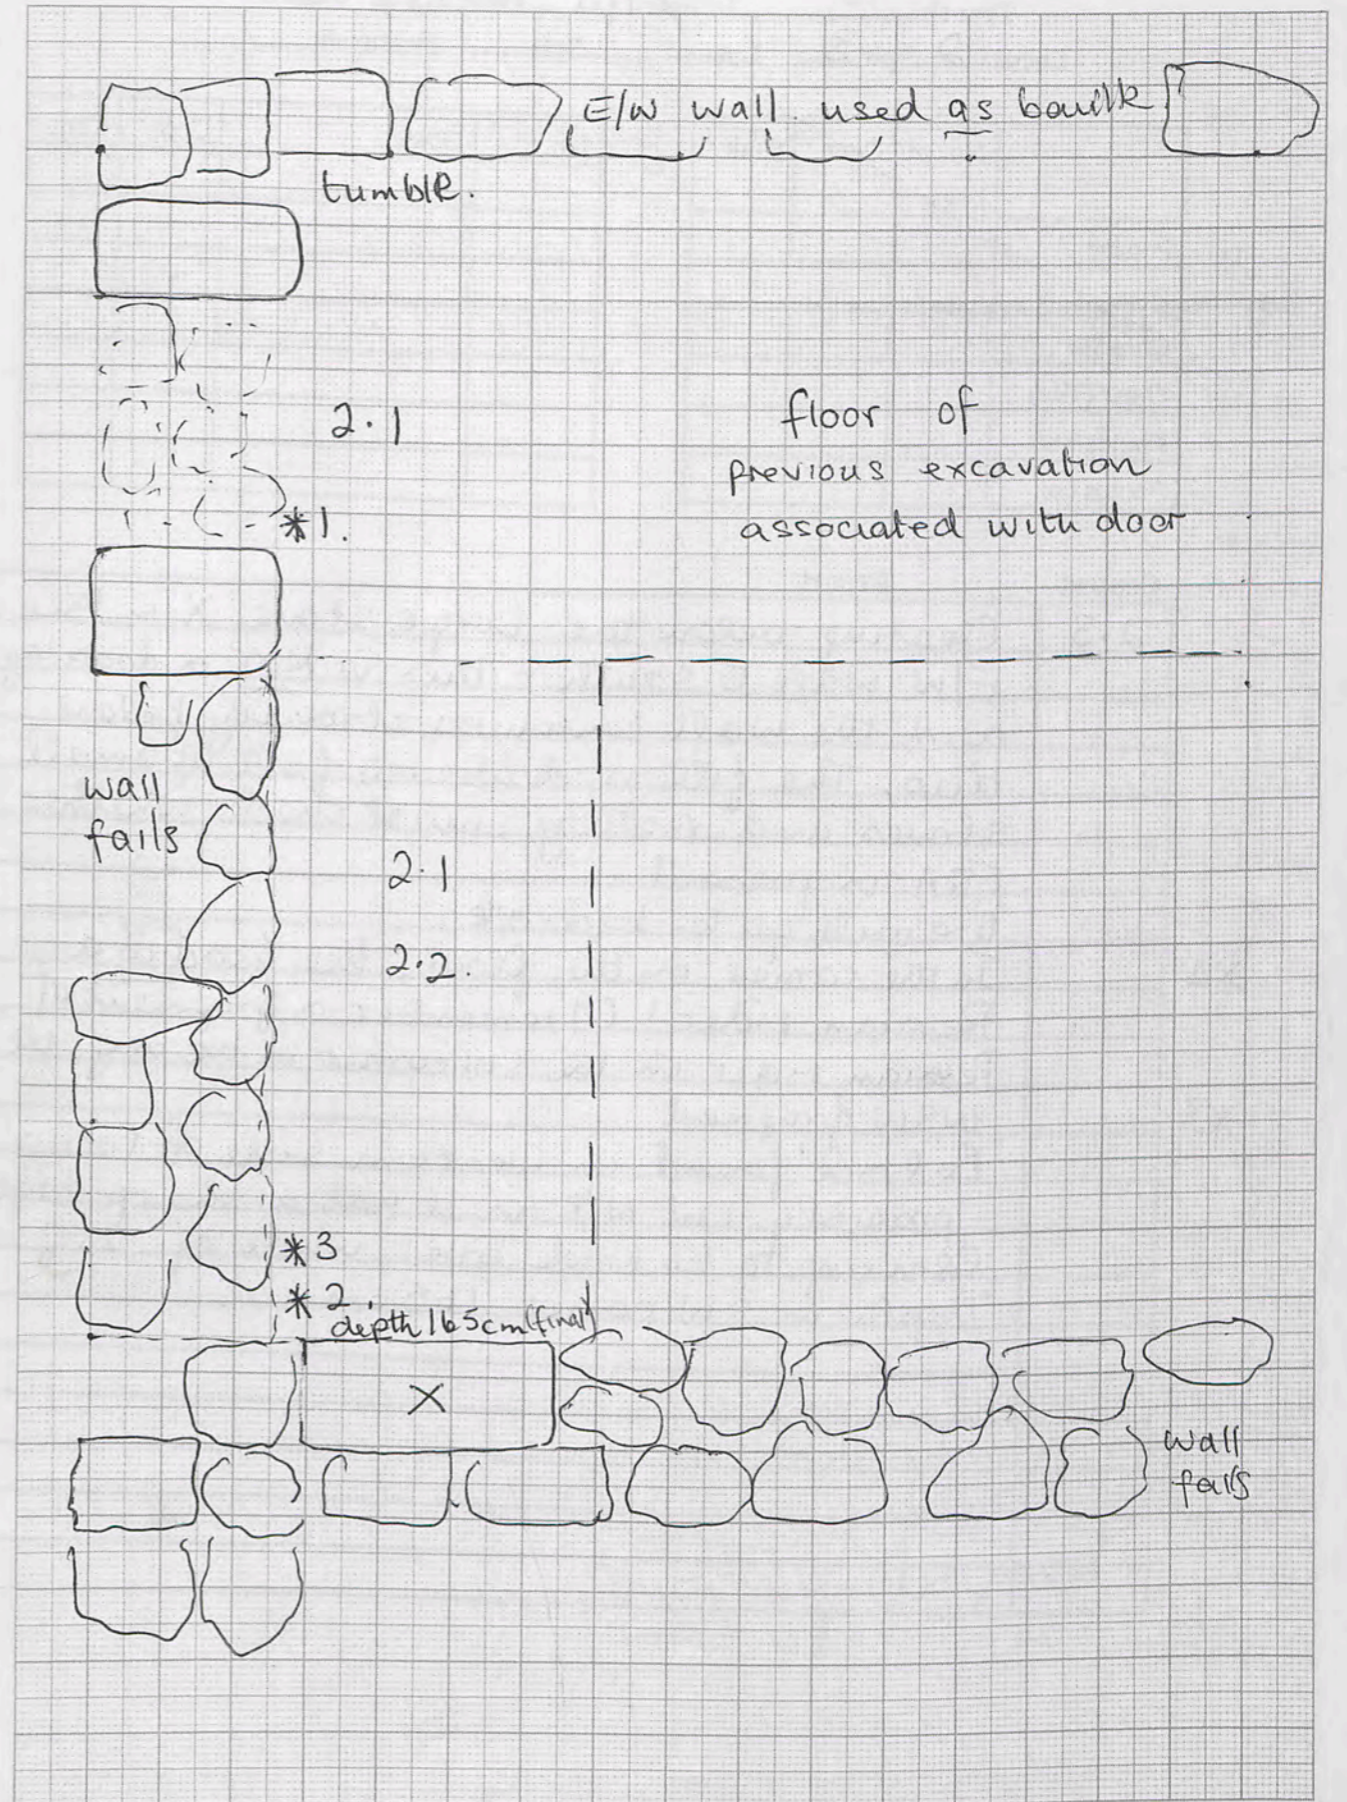 E/W wall used as baulk
tumble.
2.1
floor of
previous excavation
associated with door
*1.
wall
fails
2.1
2.2.
*3
*2.
depth 165cm (final)
X
wall
fails